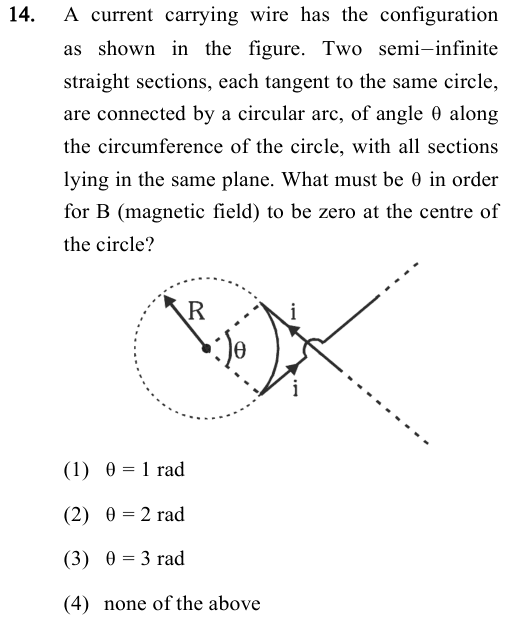 14. A current carrying wire has the configuration
as shown in the figure. Two semi–infinite
straight sections, each tangent to the same circle,
are connected by a circular arc, of angle θ along
the circumference of the circle, with all sections
lying in the same plane. What must be θ in order
for B (magnetic field) to be zero at the centre of
the circle?
R
i
θ
i
(1) θ = 1 rad
(2) θ = 2 rad
(3) θ = 3 rad
(4) none of the above